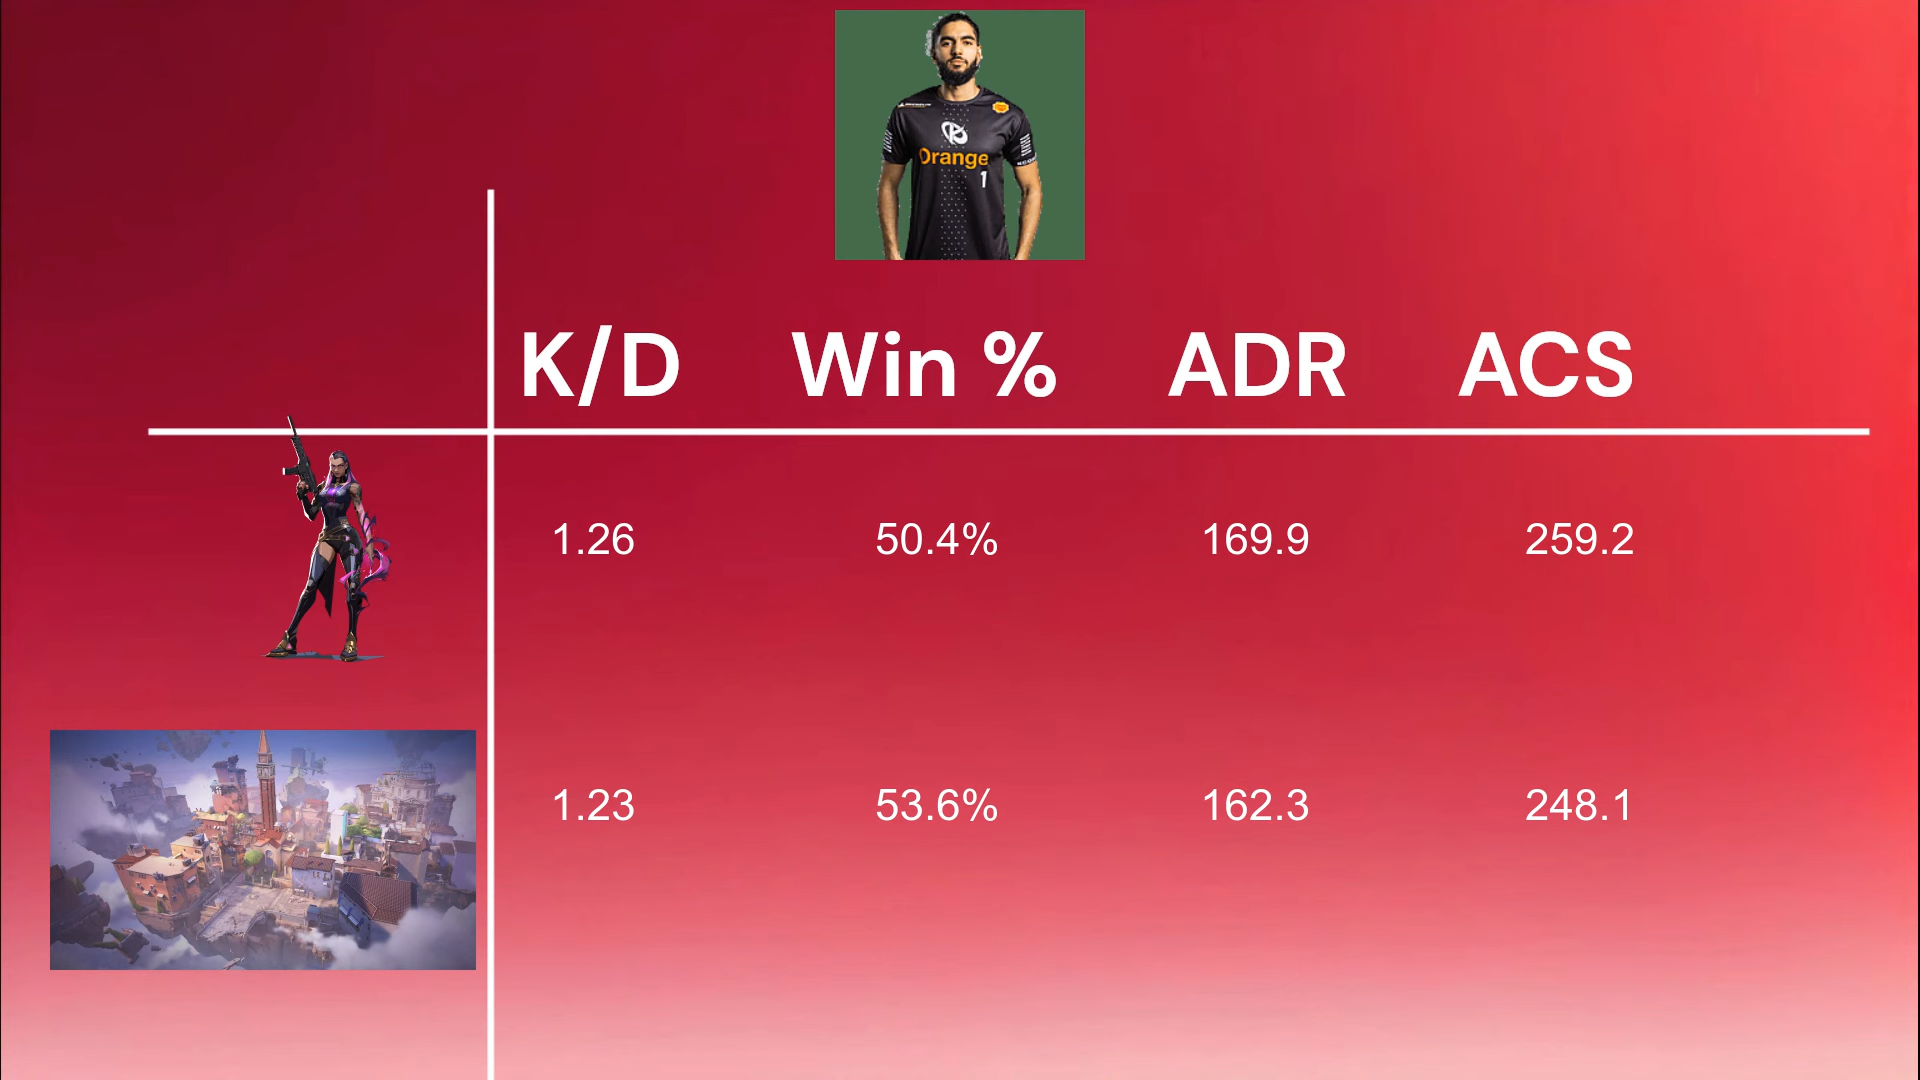 Orange
1
K/D Win % ADR ACS
1.26 50.4% 169.9 259.2
1.23 53.6% 162.3 248.1